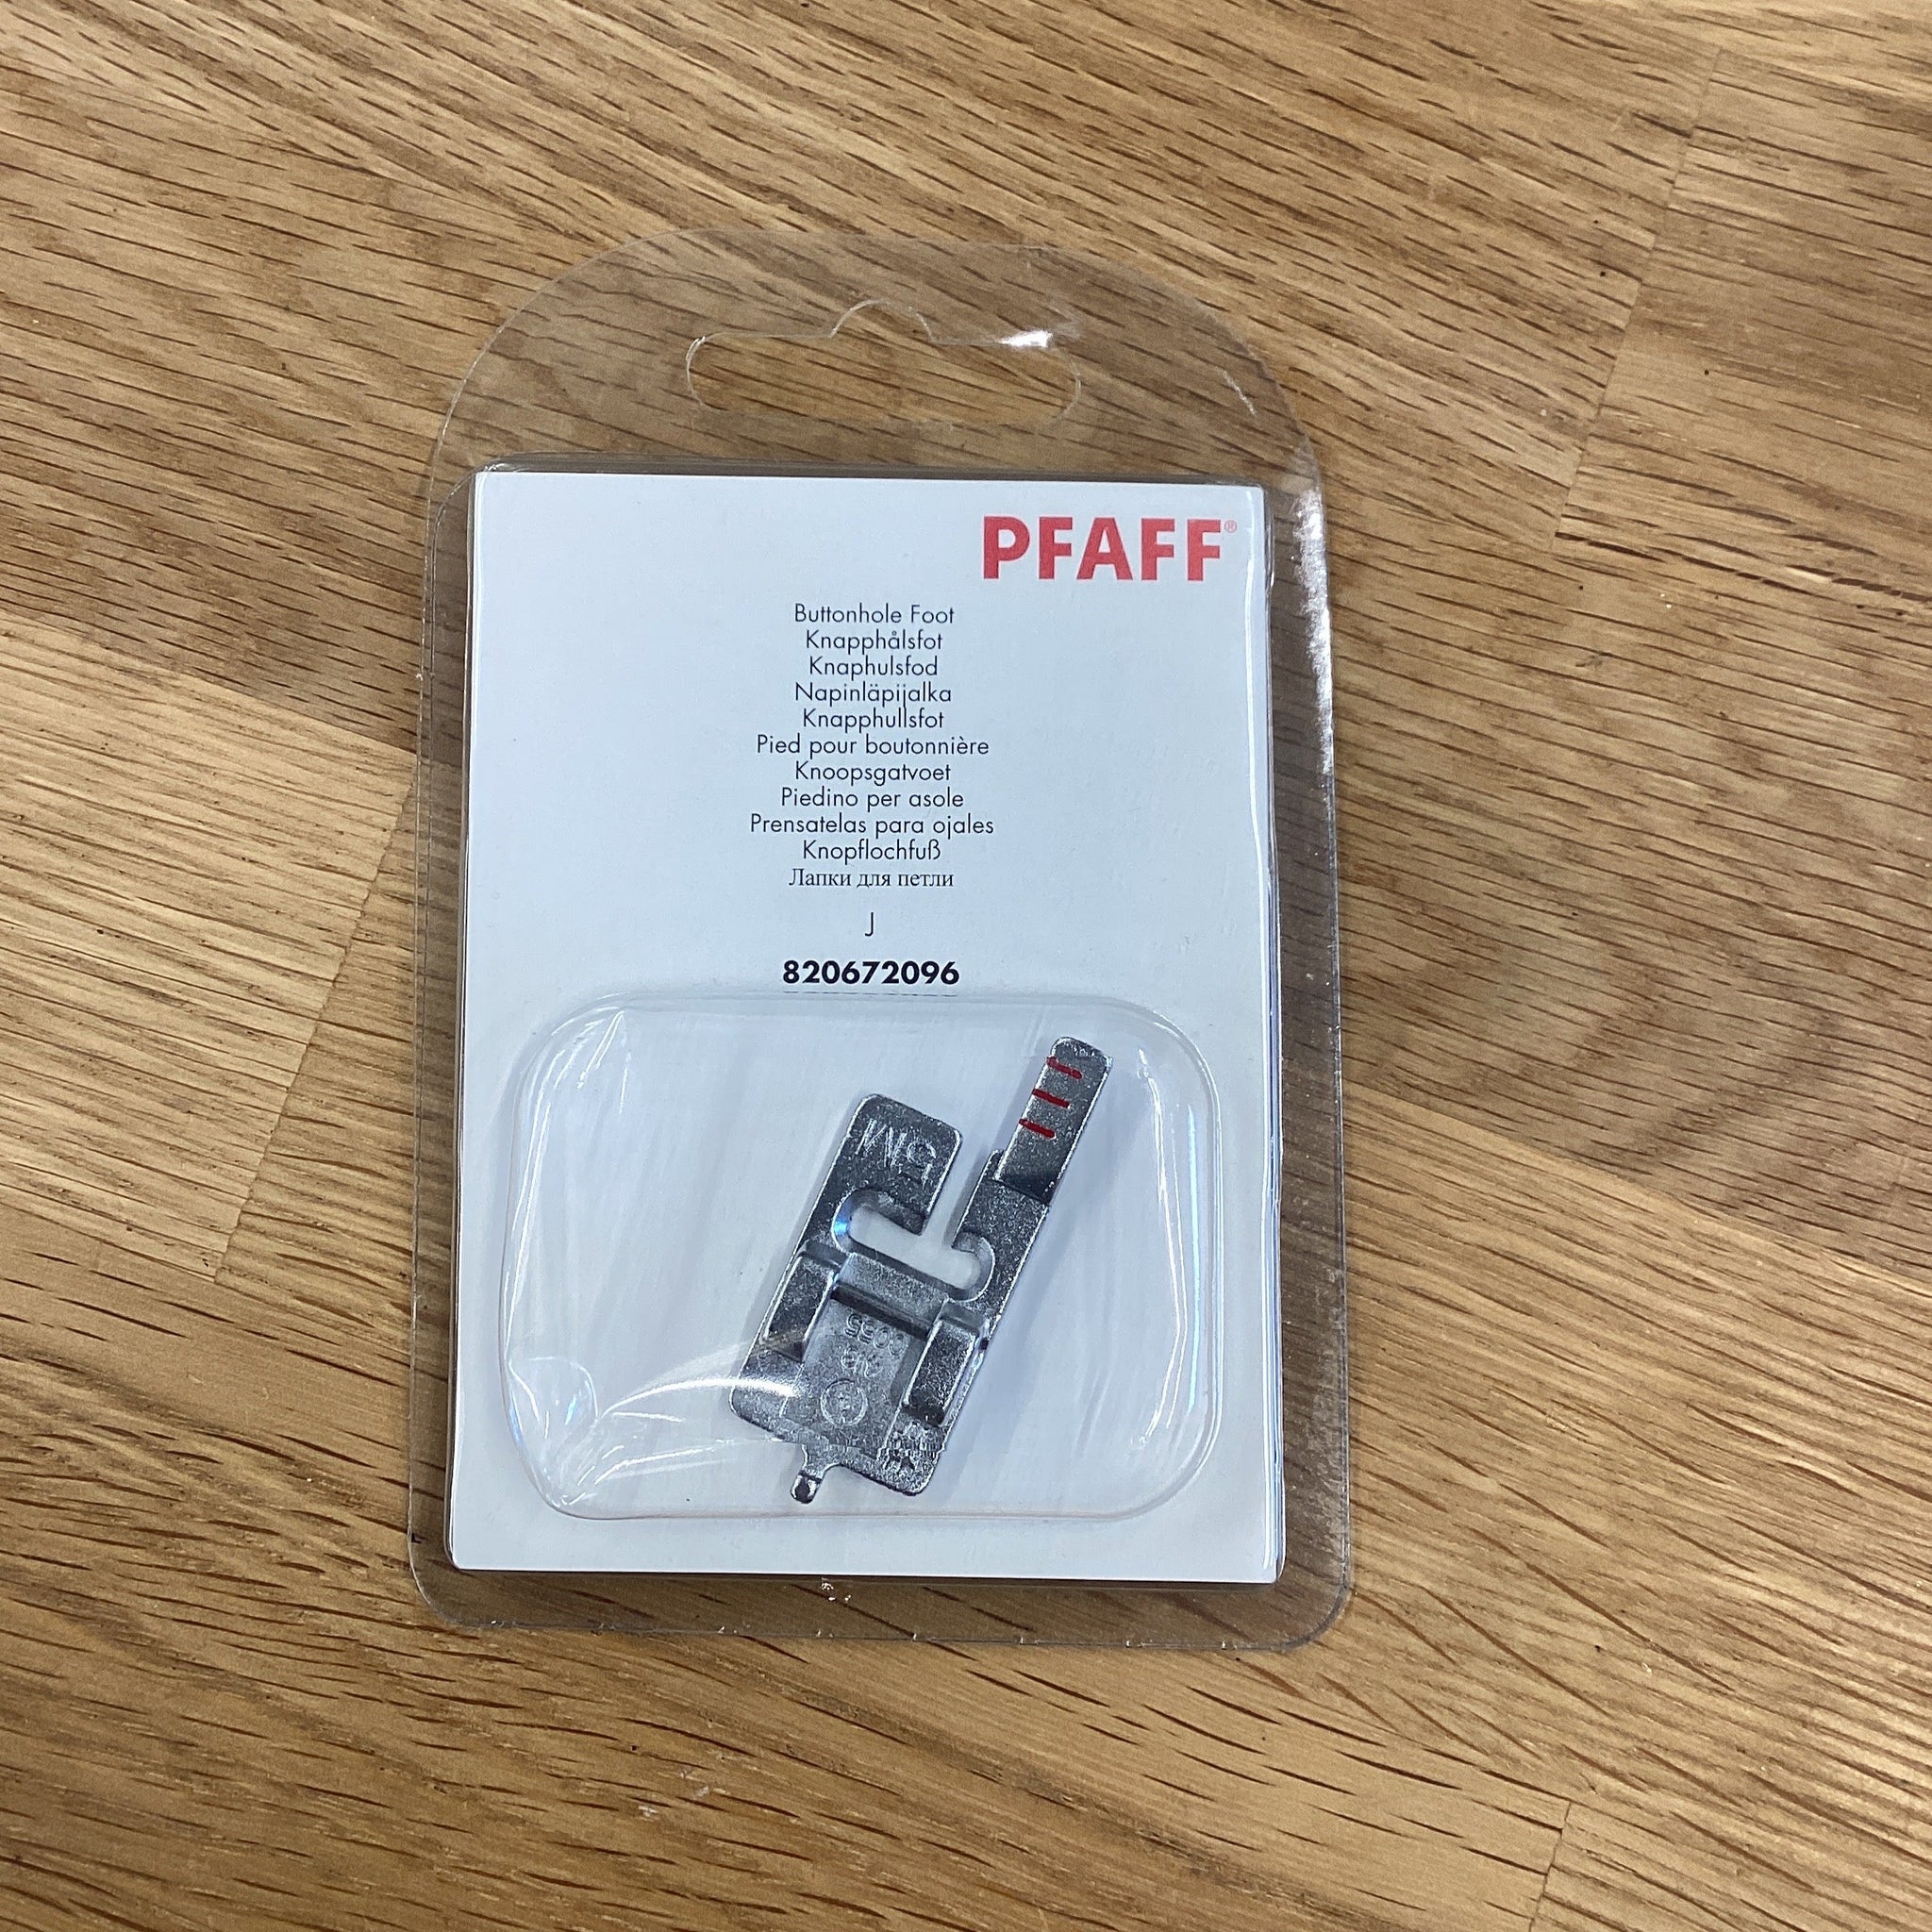 PFAFF®
Buttonhole Foot
Knapphålsfot
Knaphulsfod
Napinläpijalka
Knapphullsfot
Pied pour boutonnière
Knoopsgatvoet
Piedino per asole
Prensatelas para ojales
Knopflochfuß
Лапки для петли
J
820672096